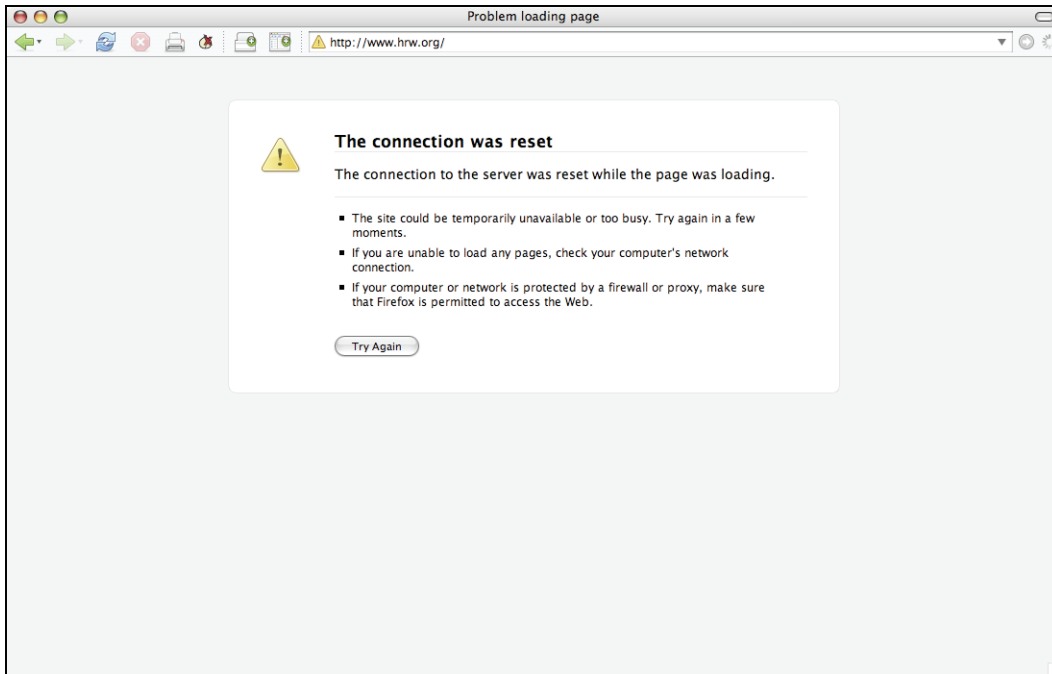 Problem loading page
http://www.hrw.org/
The connection was reset
The connection to the server was reset while the page was loading.
The site could be temporarily unavailable or too busy. Try again in a few
moments.
If you are unable to load any pages, check your computer's network
connection.
If your computer or network is protected by a firewall or proxy, make sure
that Firefox is permitted to access the Web.
Try Again